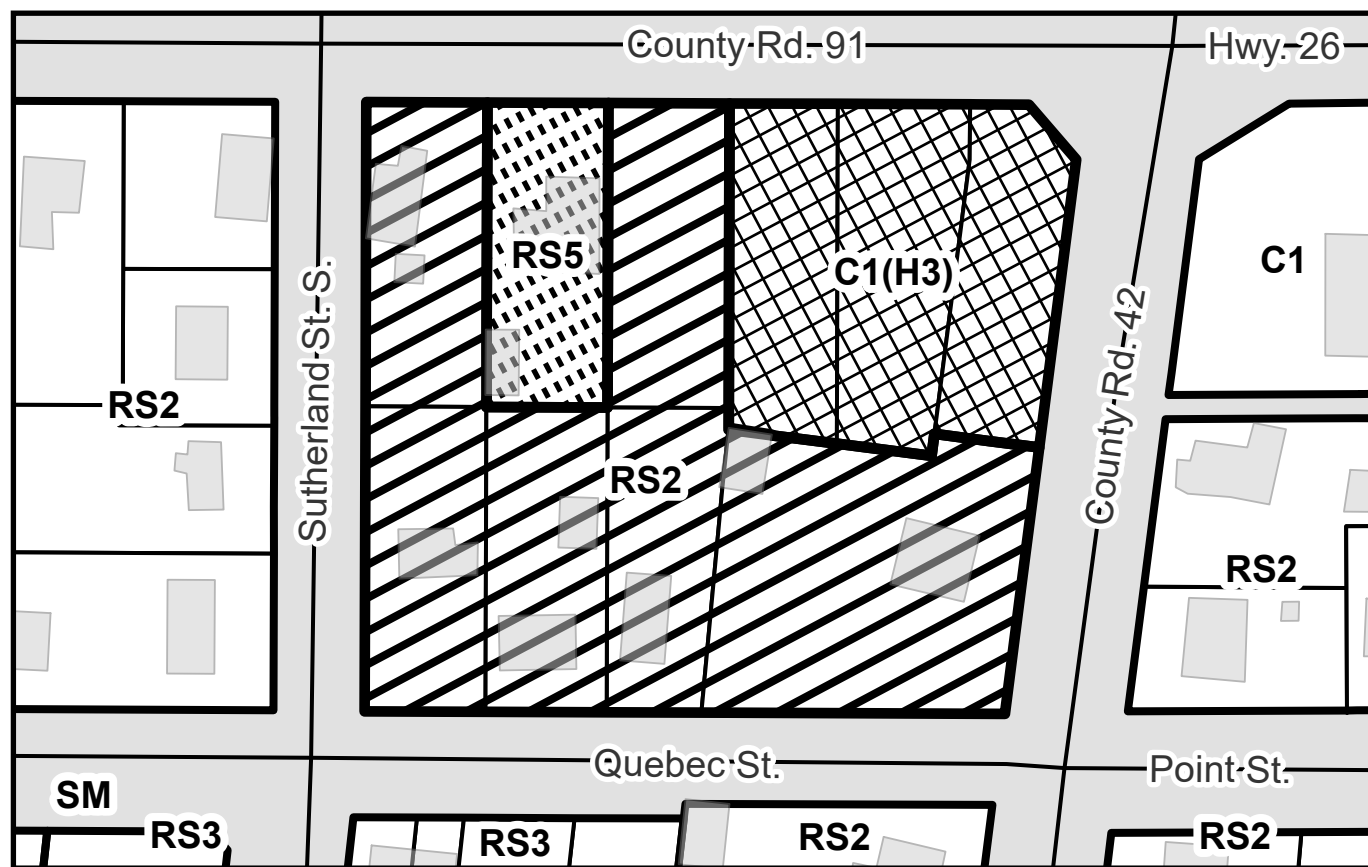 County Rd. 91
Hwy. 26
RS5
C1(H3)
C1
Sutherland St. S.
County Rd. 42
RS2
RS2
RS2
Quebec St.
Point St.
SM
RS3
RS3
RS2
RS2